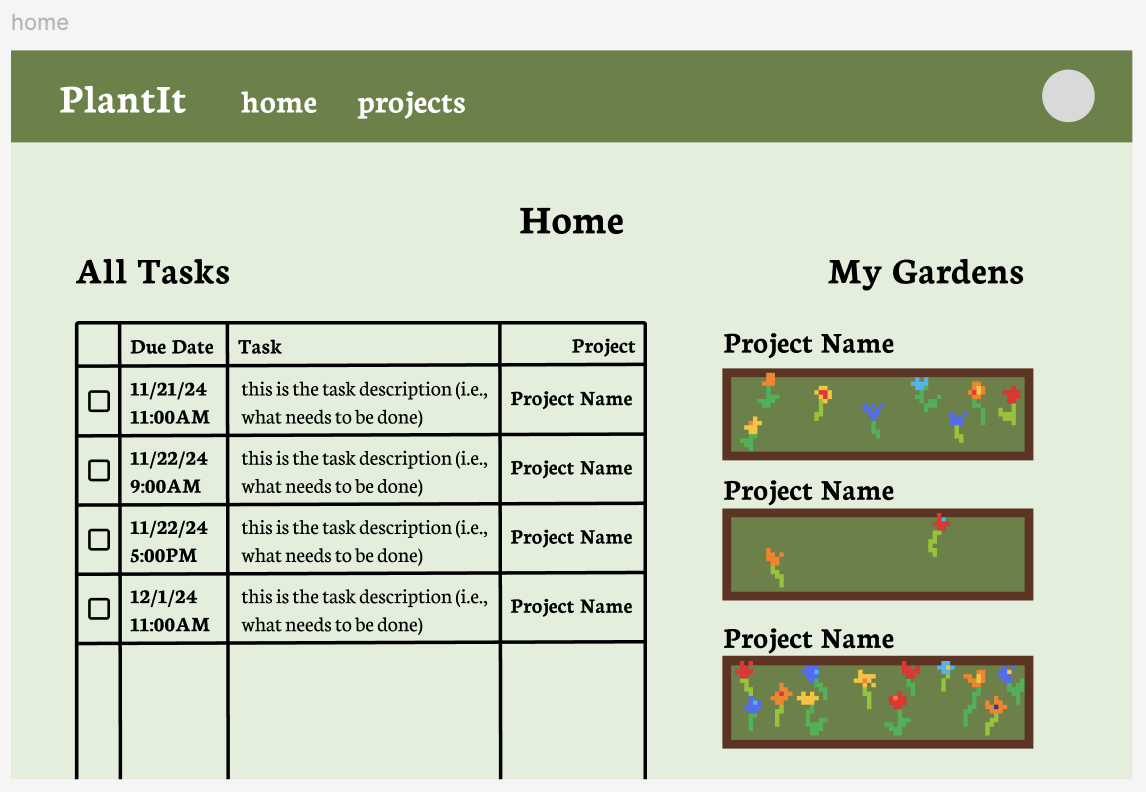 home
PlantIt home projects
Home
All Tasks
My Gardens
Due Date Task Project
11/21/24
11:00AM
this is the task description (i.e.,
what needs to be done)
Project Name
11/22/24
9:00AM
this is the task description (i.e.,
what needs to be done)
Project Name
11/22/24
5:00PM
this is the task description (i.e.,
what needs to be done)
Project Name
12/1/24
11:00AM
this is the task description (i.e.,
what needs to be done)
Project Name
Project Name
Project Name
Project Name